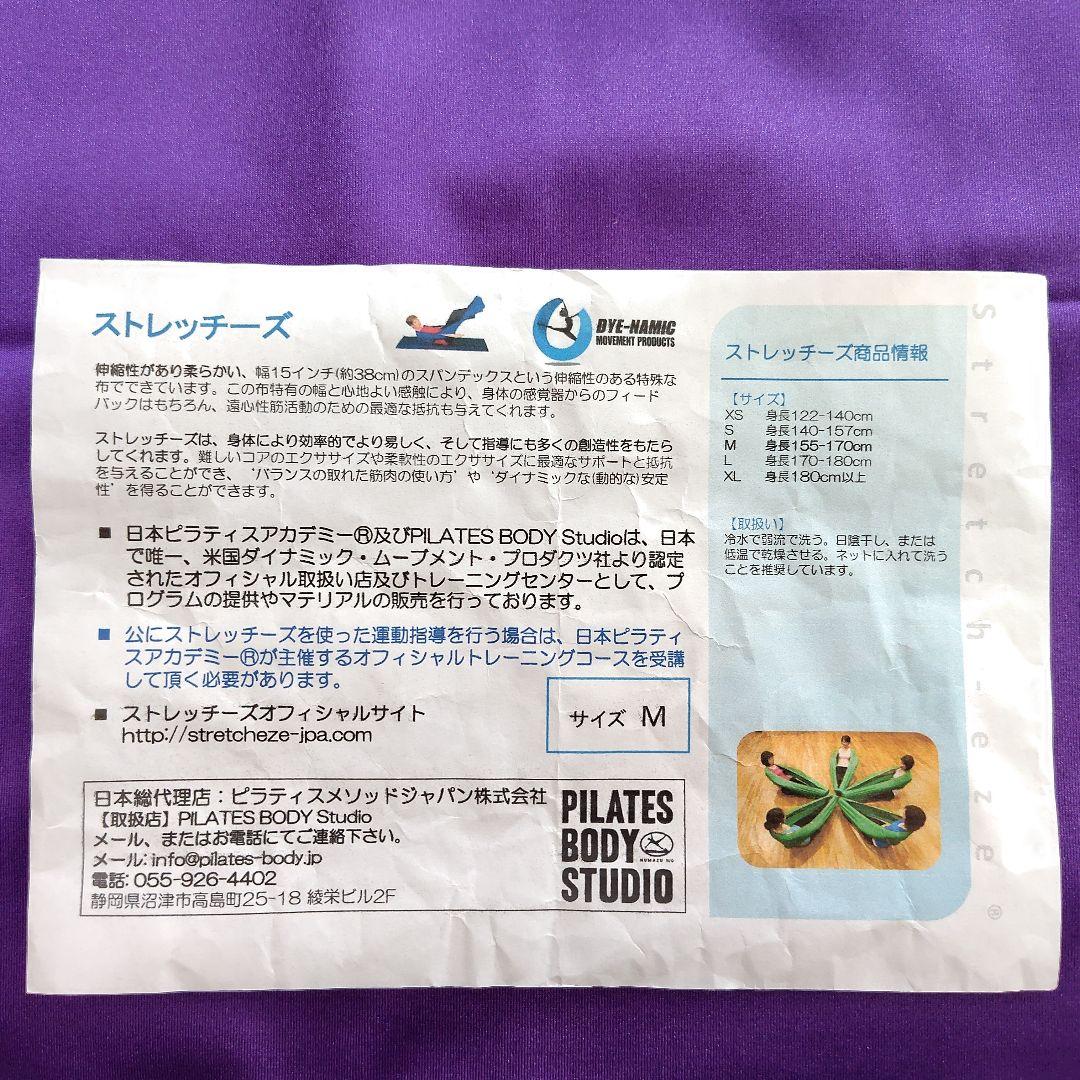 ストレッチーズ
DYE-NAMIC
MOVEMENT PRODUCTS
伸縮性があり柔らかい、幅15インチ(約38cm)のスパンデックスという伸縮性のある特殊な
布でできています。この布特有の幅と心地よい感触により、身体の感覚器からのフィード
バックはもちろん、遠心性筋活動のための最適な抵抗も与えてくれます。
ストレッチーズは、身体により効率的でより易しく、そして指導にも多くの創造性をもたら
してくれます。難しいコアのエクササイズや柔軟性のエクササイズに最適なサポートと抵抗
を与えることができ、‘バランスの取れた筋肉の使い方’や‘ダイナミックな(動的な)安定
性’を得ることができます。
■ 日本ピラティスアカデミー®及びPILATES BODY Studioは、日本
で唯一、米国ダイナミック・ムーブメント・プロダクツ社より認定
されたオフィシャル取扱い店及びトレーニングセンターとして、プ
ログラムの提供やマテリアルの販売を行っております。
■ 公にストレッチーズを使った運動指導を行う場合は、日本ピラティ
スアカデミー®が主催するオフィシャルトレーニングコースを受講
して頂く必要があります。
■ ストレッチーズオフィシャルサイト
http://stretcheze-jpa.com
サイズ M
日本総代理店：ピラティスメソッドジャパン株式会社
【取扱店】PILATES BODY Studio
メール、またはお電話にてご連絡下さい。
メール: info@pilates-body.jp
電話: 055-926-4402
静岡県沼津市高島町25-18 綾栄ビル2F
PILATES
BODY
STUDIO
ストレッチーズ商品情報
【サイズ】
XS 身長122-140cm
S 身長140-157cm
M 身長155-170cm
L 身長170-180cm
XL 身長180cm以上
【取扱い】
冷水で弱流で洗う。日陰干し、または
低温で乾燥させる。ネットに入れて洗う
ことを推奨しています。
Stretch-eze®